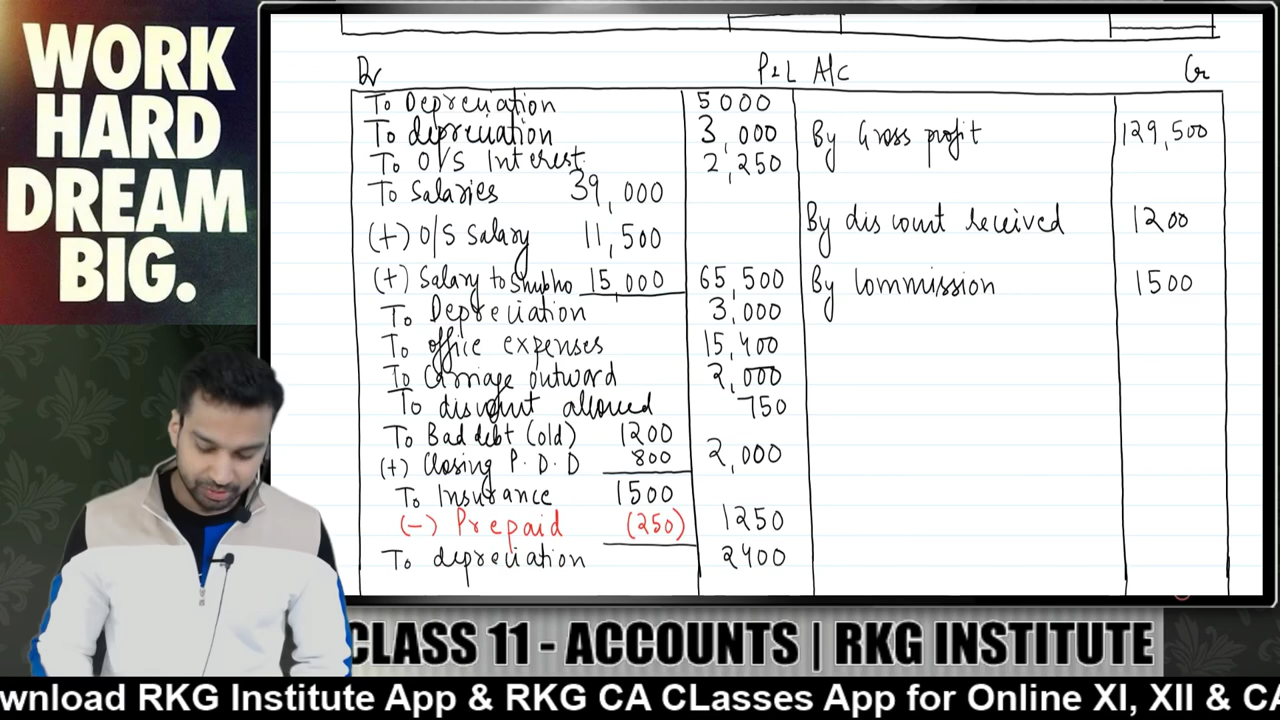 WORK
HARD
DREAM
BIG.
Dr P&L A/c Cr
To Depreciation 5000
To depreciation 3,000 By Gross profit 129,500
To O/S Interest 2,250
To Salaries 39,000
By discount received 1200
(+) O/S Salary 11,500
(+) Salary to Shubho 15,000 65,500 By Commission 1500
To Depreciation 3,000
To office expenses 15,400
To Carriage outward 2,000
To discount allowed 750
To Bad debt (old) 1200
(+) Closing P.D.D 800 2,000
To Insurance 1500
(-) Prepaid (250) 1250
To depreciation 2400
CLASS 11 - ACCOUNTS | RKG INSTITUTE
wnload RKG Institute App & RKG CA CLasses App for Online XI, XII & CA